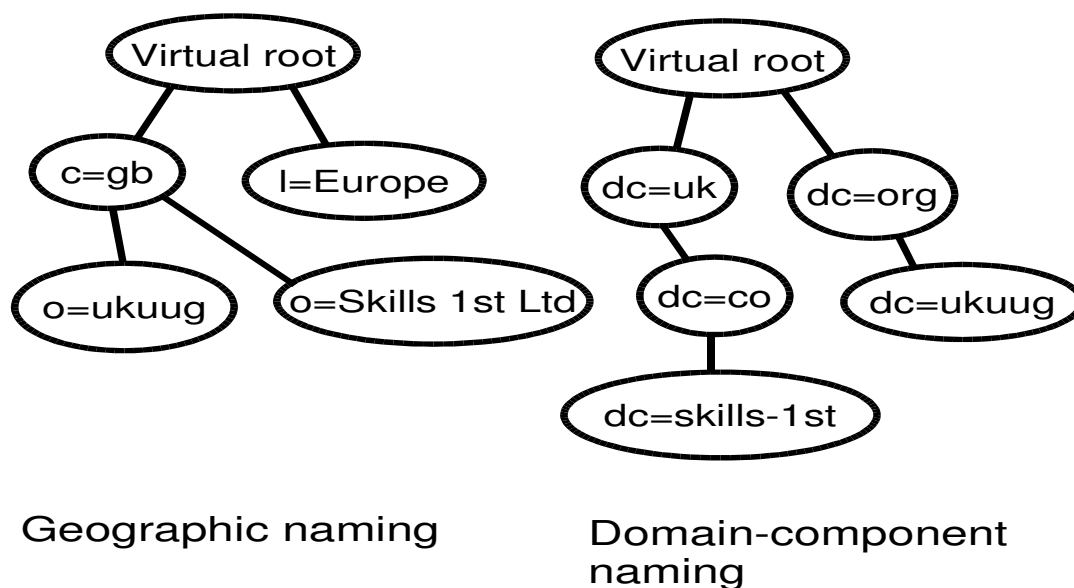 Virtual root
c=gb
l=Europe
o=ukuug
o=Skills 1st Ltd
Geographic naming
Virtual root
dc=uk
dc=org
dc=co
dc=ukuug
dc=skills-1st
Domain-component
naming